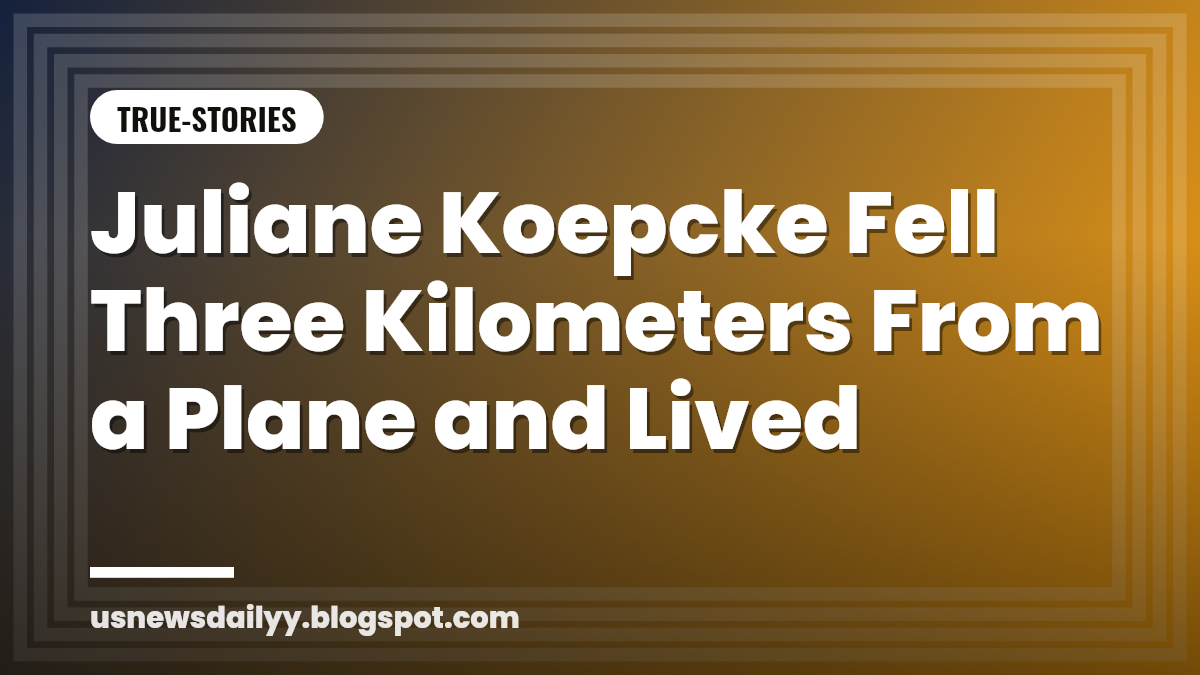 TRUE-STORIES
Juliane Koepcke Fell
Three Kilometers From
a Plane and Lived
usnewsdailyy.blogspot.com